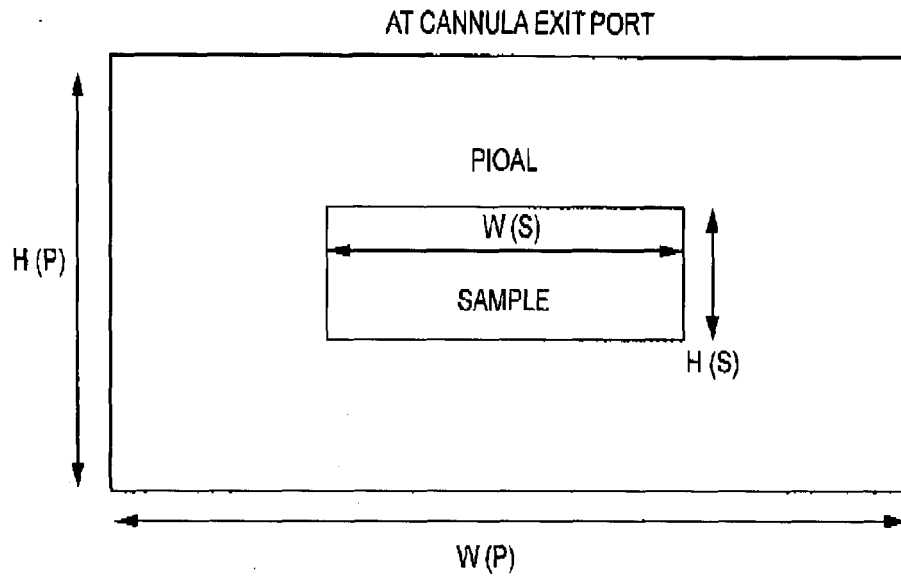 AT CANNULA EXIT PORT
PIOAL
W (S)
H (P)
SAMPLE
H (S)
W (P)